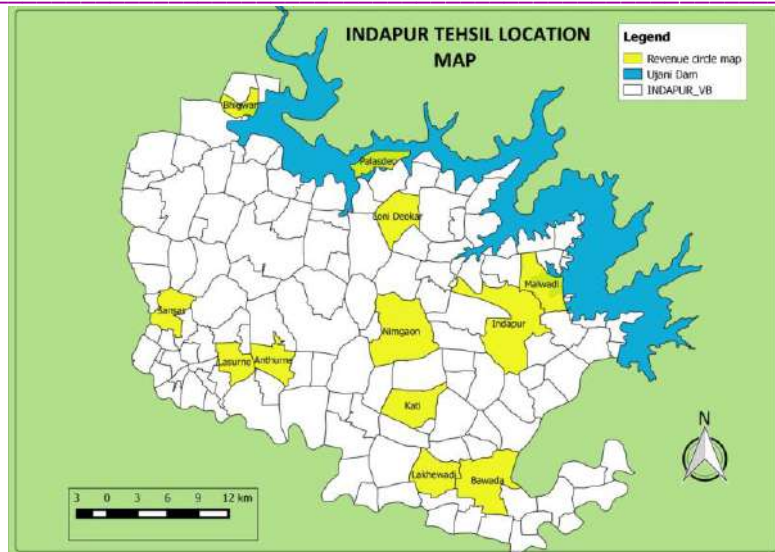 INDAPUR TEHSIL LOCATION
MAP
Legend
Revenue circle map
Ujani Dam
INDAPUR_VB
Bhigwan
Palasdeo
Loni Deokar
Malwadi
Sansar
Nimgaon
Indapur
Lasurne
Anthurne
Kati
Lakhewadi
Bawada
N
3 0 3 6 9 12 km